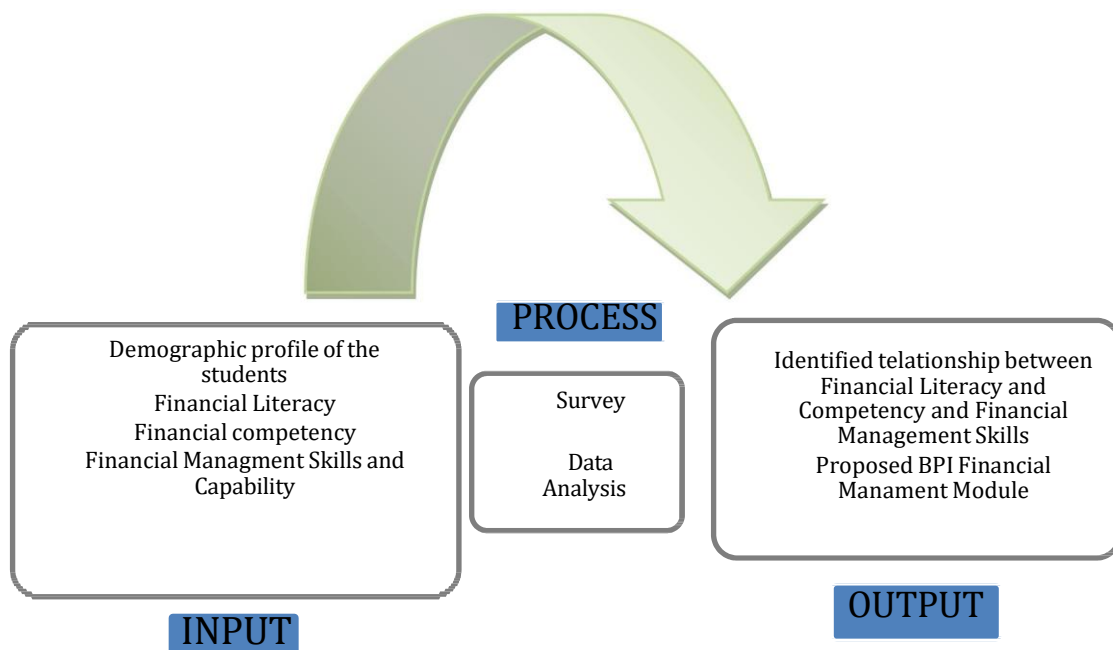 PROCESS
Demographic profile of the
students
Financial Literacy
Financial competency
Financial Managment Skills and
Capability
Survey
Data
Analysis
Identified telationship between
Financial Literacy and
Competency and Financial
Management Skills
Proposed BPI Financial
Manament Module
INPUT
OUTPUT